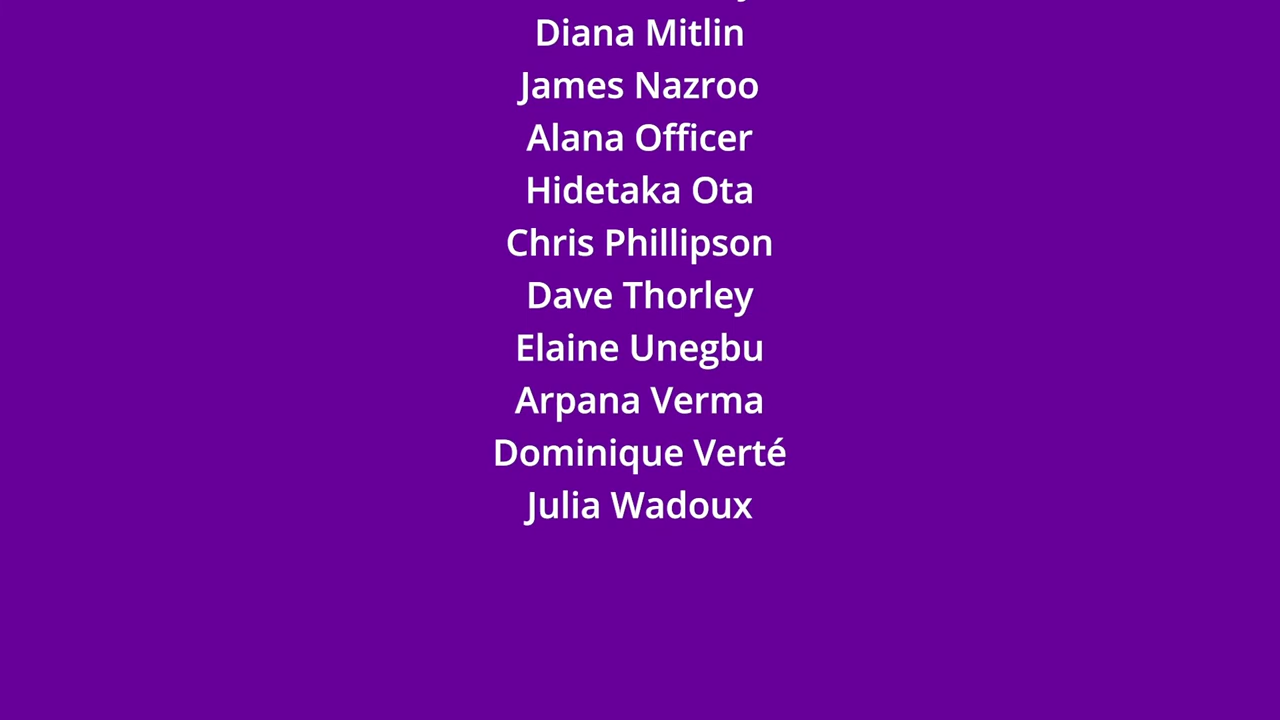 Diana Mitlin
James Nazroo
Alana Officer
Hidetaka Ota
Chris Phillipson
Dave Thorley
Elaine Unegbu
Arpana Verma
Dominique Verté
Julia Wadoux